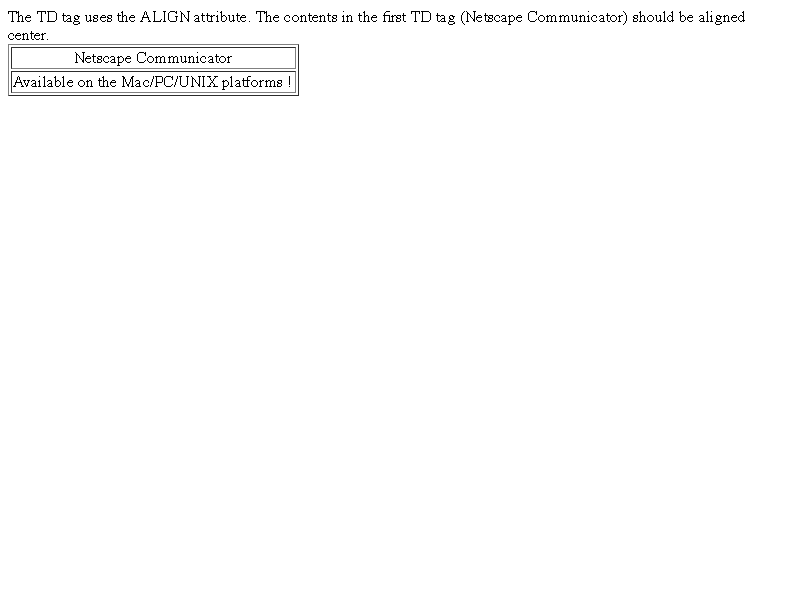 The TD tag uses the ALIGN attribute. The contents in the first TD tag (Netscape Communicator) should be aligned
center.
Netscape Communicator
Available on the Mac/PC/UNIX platforms !